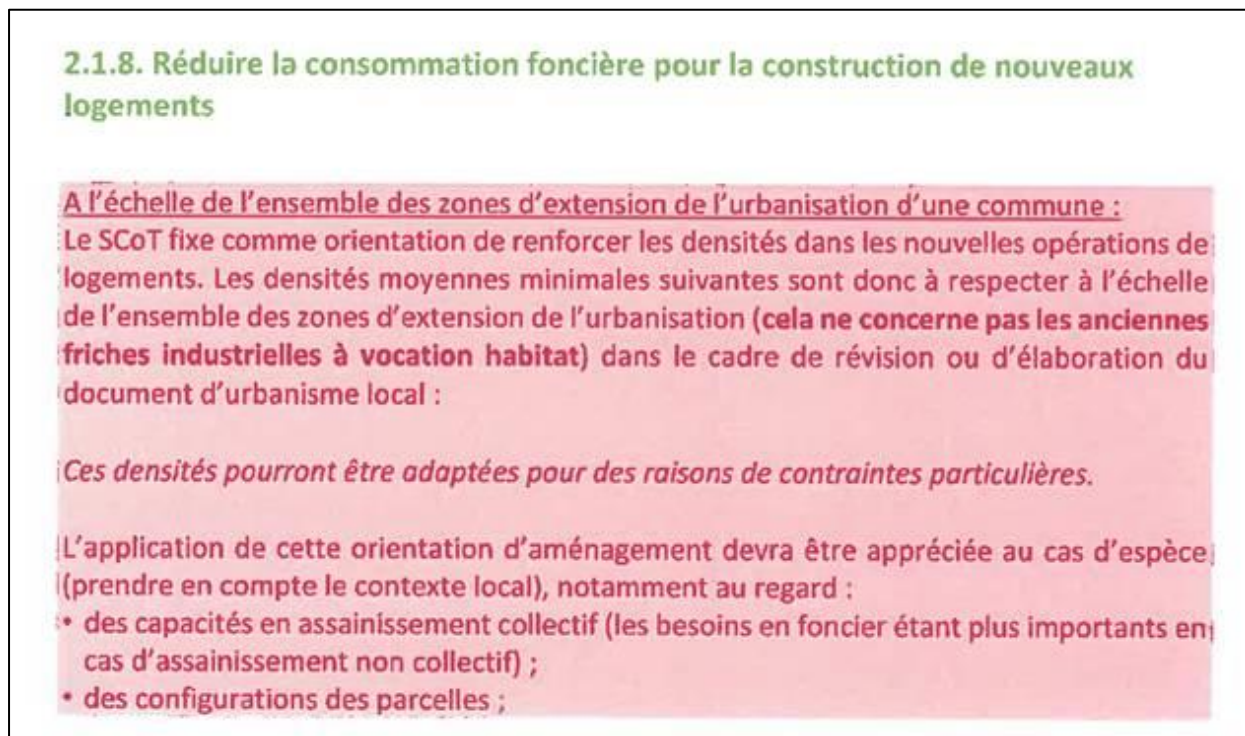 2.1.8. Réduire la consommation foncière pour la construction de nouveaux
logements
A l'échelle de l'ensemble des zones d'extension de l'urbanisation d'une commune :
Le SCoT fixe comme orientation de renforcer les densités dans les nouvelles opérations de
logements. Les densités moyennes minimales suivantes sont donc à respecter à l'échelle
de l'ensemble des zones d'extension de l'urbanisation (cela ne concerne pas les anciennes
friches industrielles à vocation habitat) dans le cadre de révision ou d'élaboration du
document d'urbanisme local :
Ces densités pourront être adaptées pour des raisons de contraintes particulières.
L'application de cette orientation d'aménagement devra être appréciée au cas d'espèce
(prendre en compte le contexte local), notamment au regard :
• des capacités en assainissement collectif (les besoins en foncier étant plus importants en
cas d'assainissement non collectif) ;
• des configurations des parcelles ;